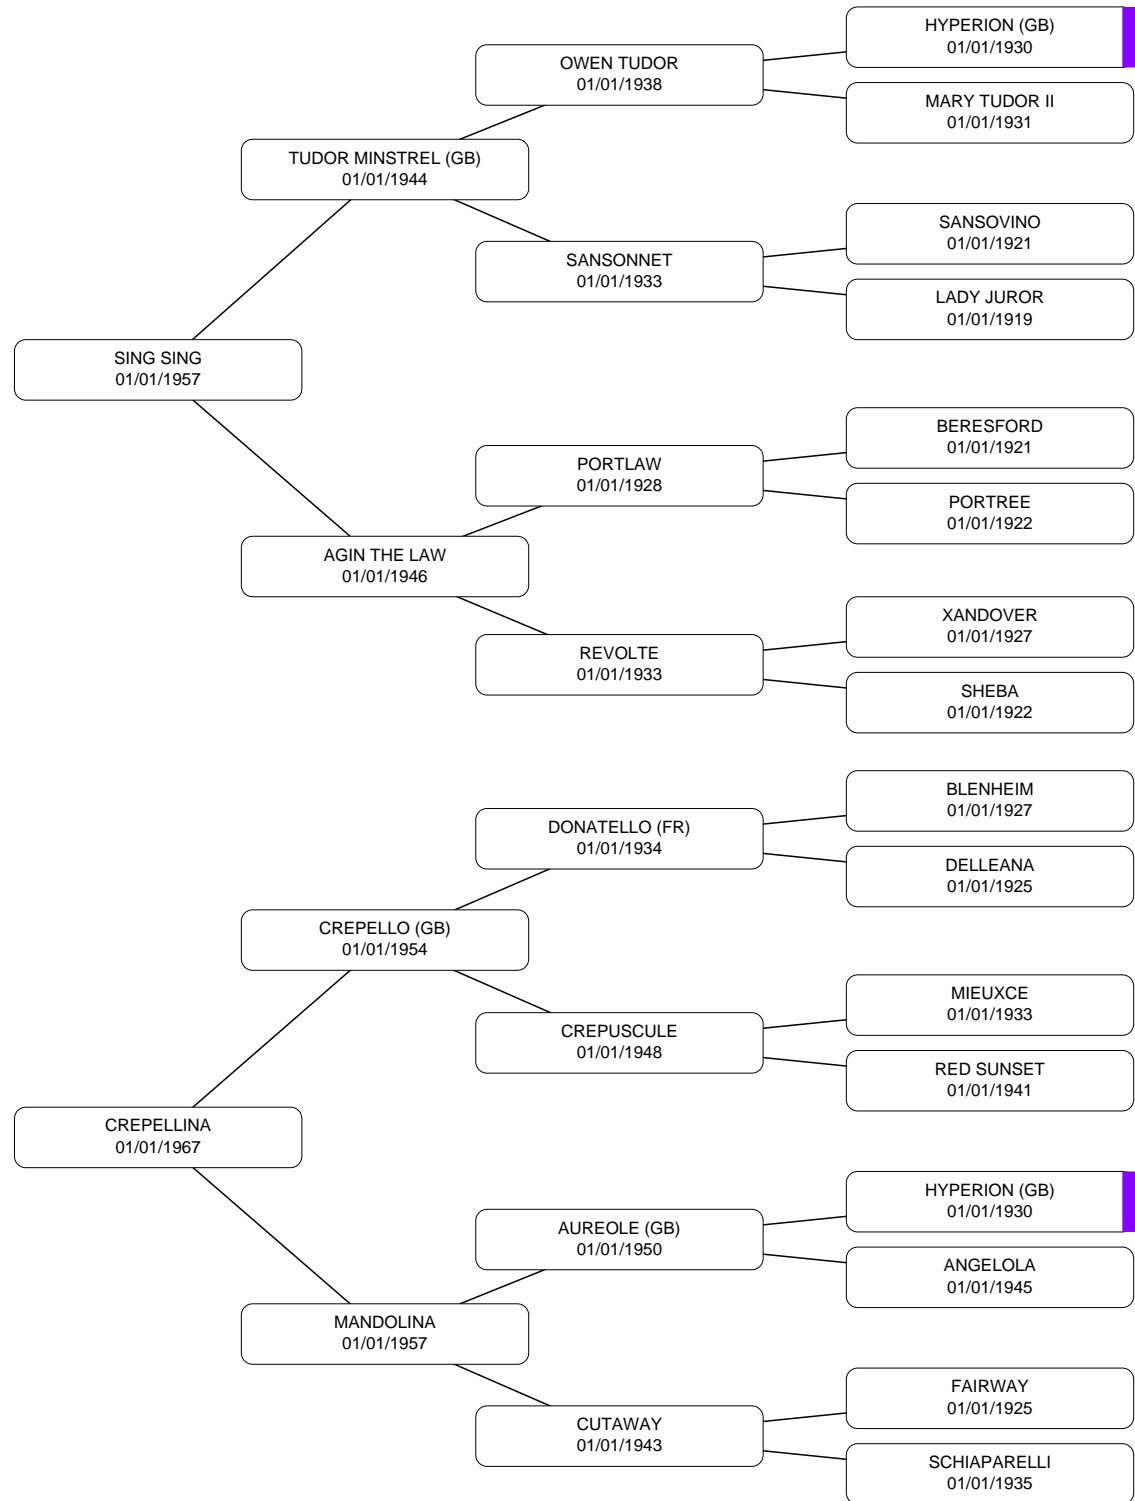 HYPERION (GB)
01/01/1930
OWEN TUDOR
01/01/1938
MARY TUDOR II
01/01/1931
TUDOR MINSTREL (GB)
01/01/1944
SANSOVINO
01/01/1921
SANSONNET
01/01/1933
LADY JUROR
01/01/1919
SING SING
01/01/1957
BERESFORD
01/01/1921
PORTLAW
01/01/1928
PORTREE
01/01/1922
AGIN THE LAW
01/01/1946
XANDOVER
01/01/1927
REVOLTE
01/01/1933
SHEBA
01/01/1922
BLENHEIM
01/01/1927
DONATELLO (FR)
01/01/1934
DELLEANA
01/01/1925
CREPELLO (GB)
01/01/1954
MIEUXCE
01/01/1933
CREPUSCULE
01/01/1948
RED SUNSET
01/01/1941
CREPELLINA
01/01/1967
HYPERION (GB)
01/01/1930
AUREOLE (GB)
01/01/1950
ANGELOLA
01/01/1945
MANDOLINA
01/01/1957
FAIRWAY
01/01/1925
CUTAWAY
01/01/1943
SCHIAPARELLI
01/01/1935